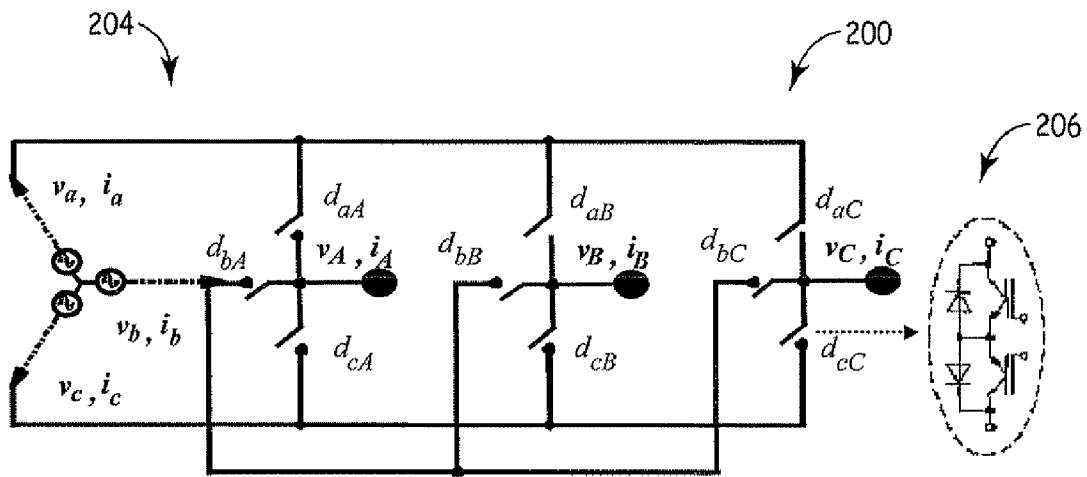 204
200
206
v_a, i_a
d_aA
d_aB
d_aC
d_bA
v_A, i_A
d_bB
v_B, i_B
d_bC
v_C, i_C
v_b, i_b
d_cA
d_cB
d_cC
v_c, i_c